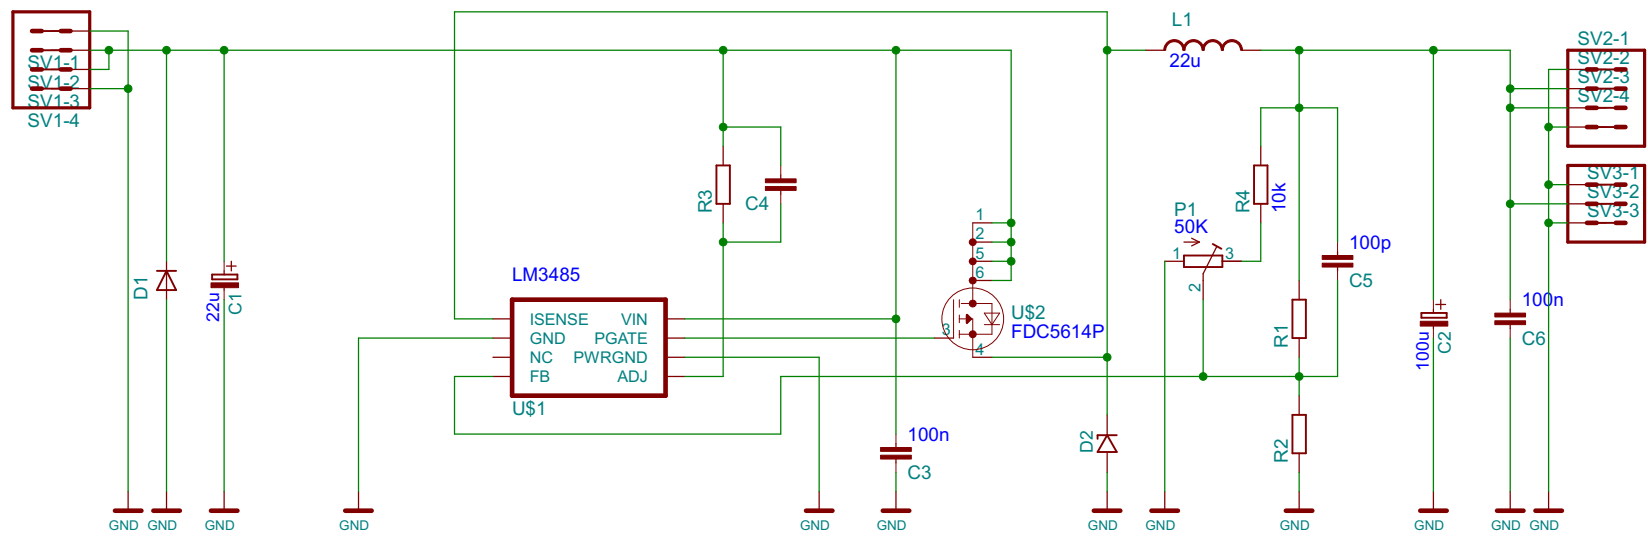 SV1-1
SV1-2
SV1-3
SV1-4
D1
22u
+
C1
LM3485
ISENSE
GND
NC
FB
VIN
PGATE
PWRGND
ADJ
U$1
R3
C4
100n
C3
1
2
5
6
3
4
U$2
FDC5614P
D2
L1
22u
P1
50K
1
3
2
R4
10k
R1
R2
100p
C5
+
100u
C2
100n
C6
SV2-1
SV2-2
SV2-3
SV2-4
SV3-1
SV3-2
SV3-3
GND
GND
GND
GND
GND
GND
GND
GND
GND
GND
GND
GND